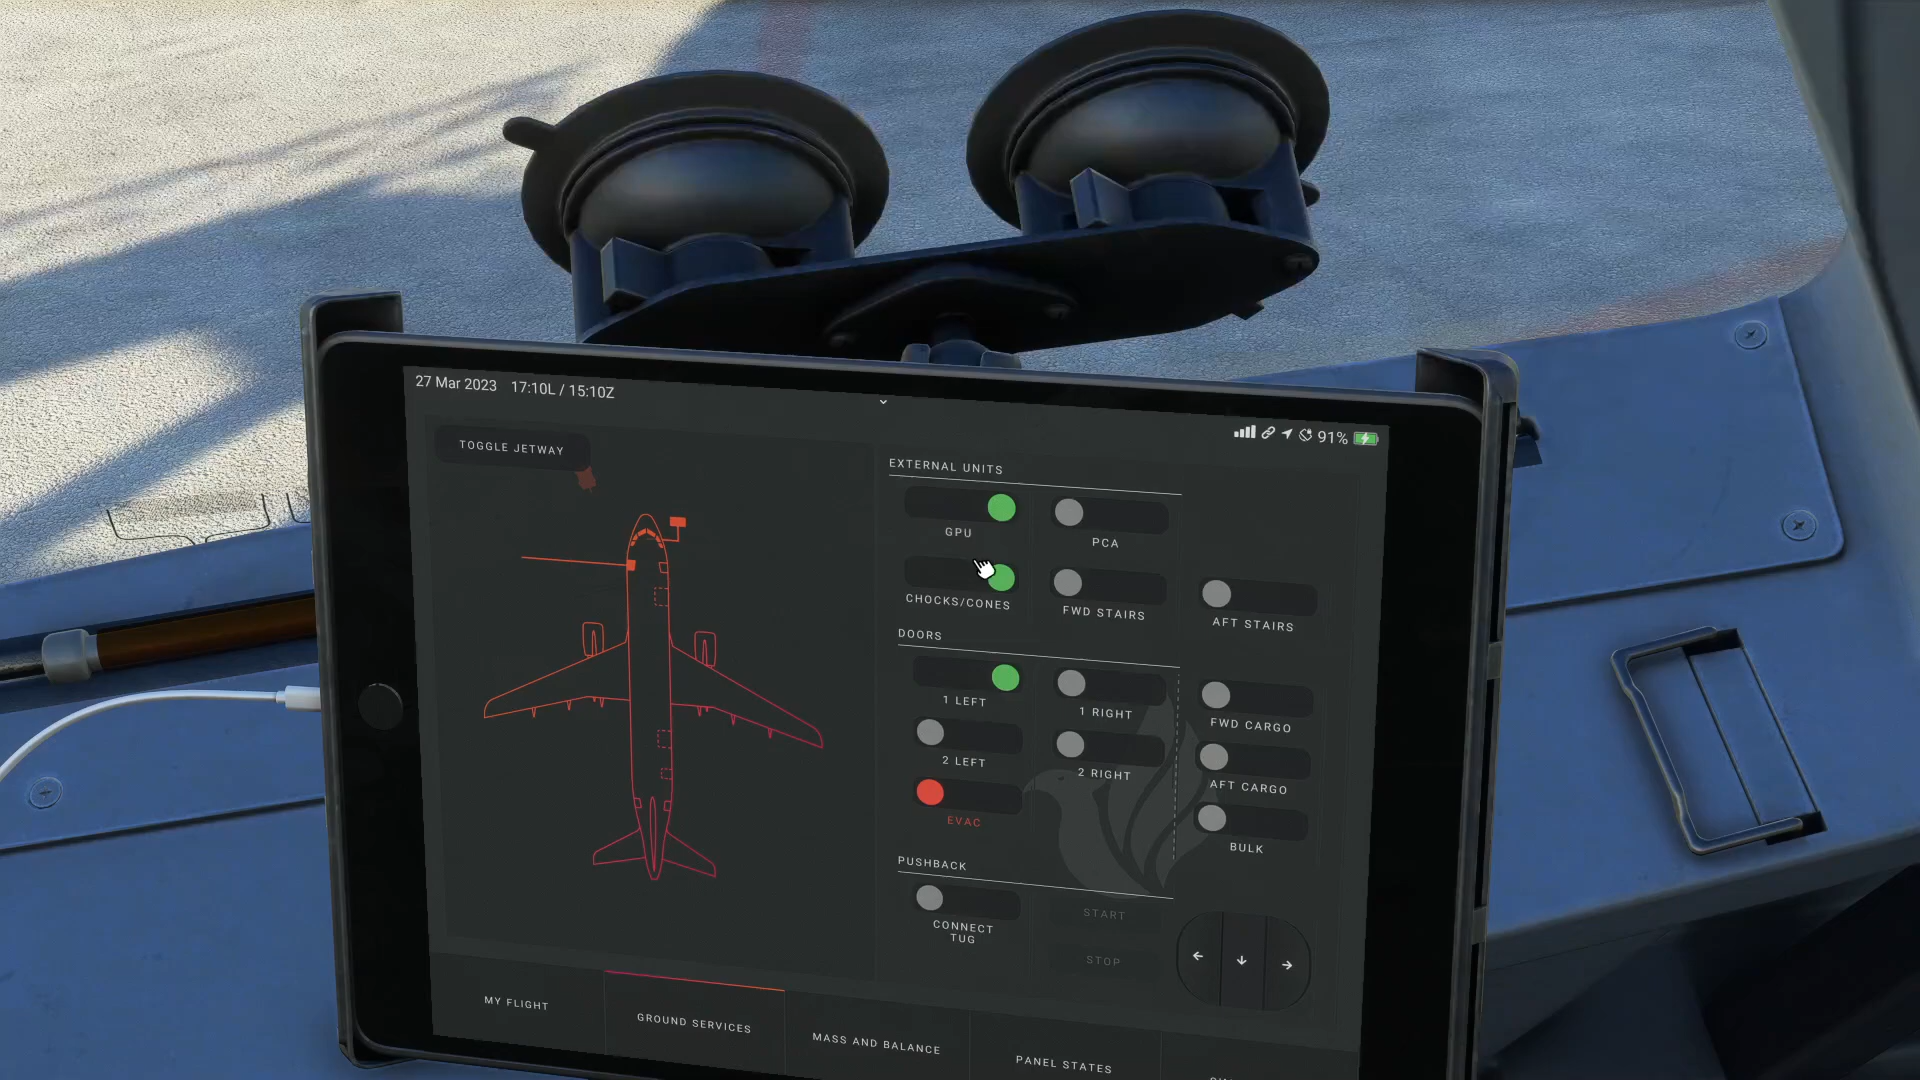 27 Mar 2023 17:10L / 15:10Z
91%
TOGGLE JETWAY
EXTERNAL UNITS
GPU
PCA
CHOCKS/CONES
FWD STAIRS
AFT STAIRS
DOORS
1 LEFT
1 RIGHT
FWD CARGO
2 LEFT
2 RIGHT
AFT CARGO
EVAC
BULK
PUSHBACK
CONNECT
TUG
START
STOP
MY FLIGHT
GROUND SERVICES
MASS AND BALANCE
PANEL STATES